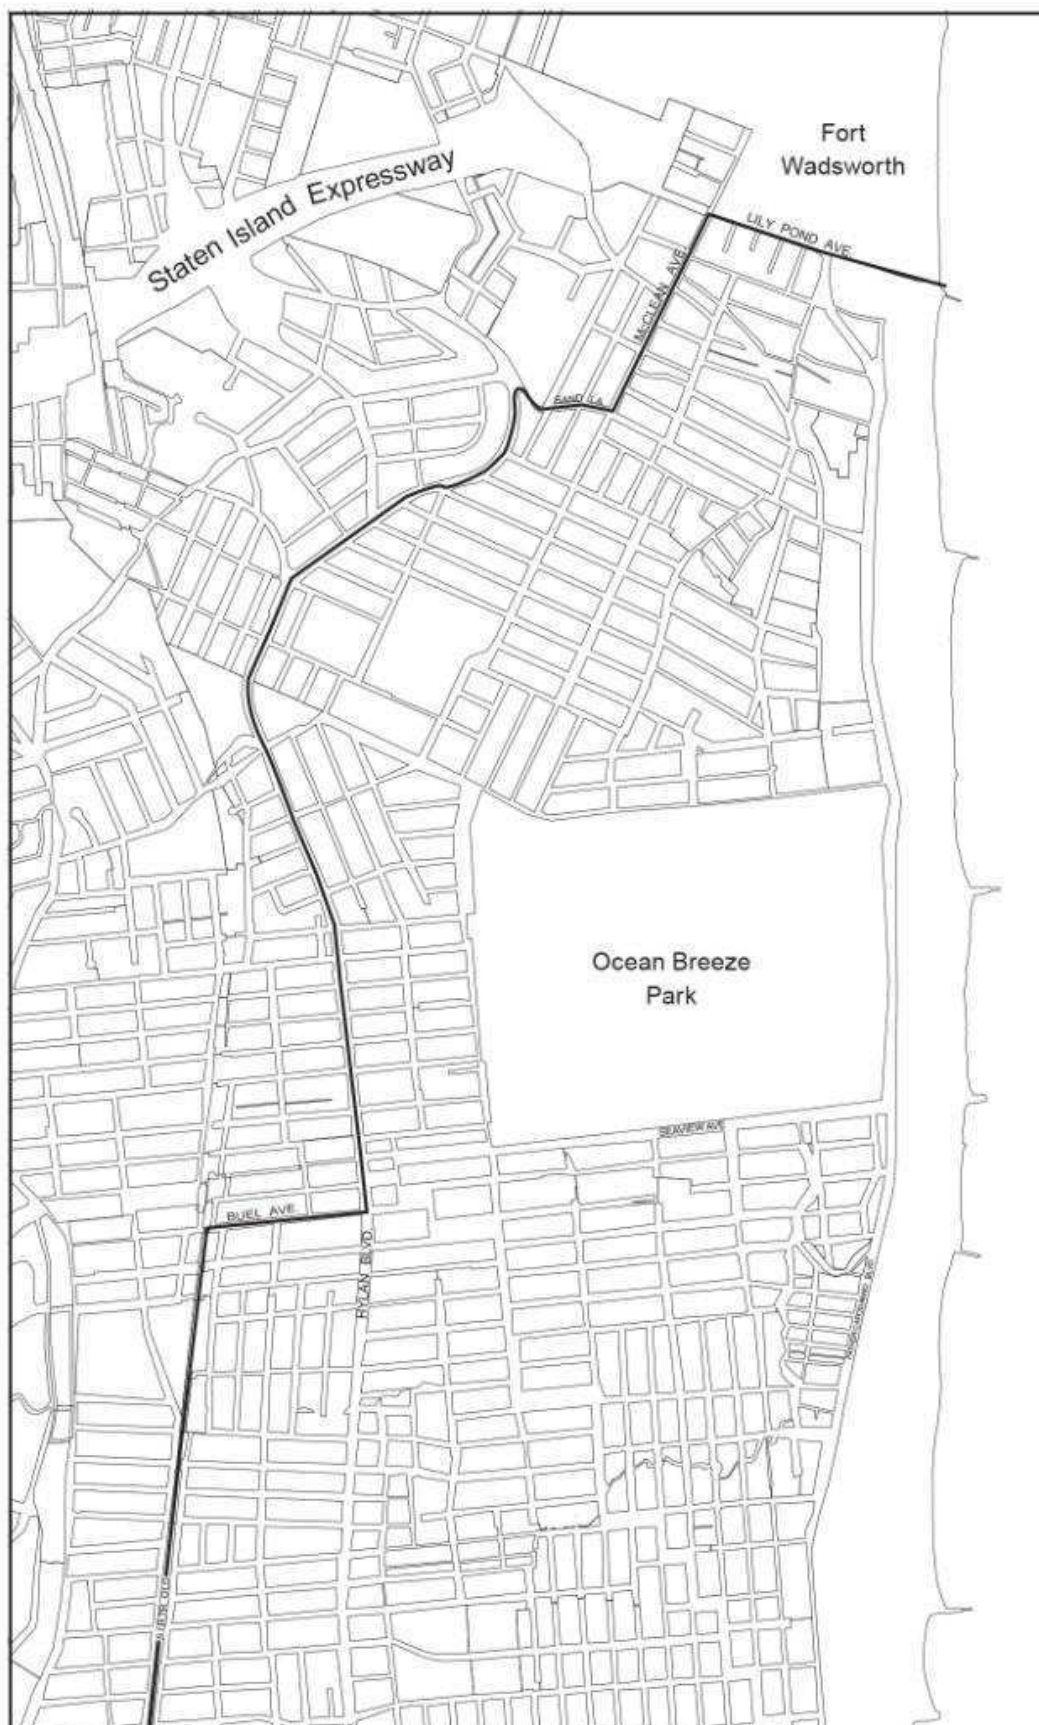 Fort
Wadsworth
Staten Island Expressway
LILY POND AVE
McCLEAN AVE.
SAND LA.
Ocean Breeze
Park
SEAVIEW AVE
BUEL AVE.
HYLAN BLVD.